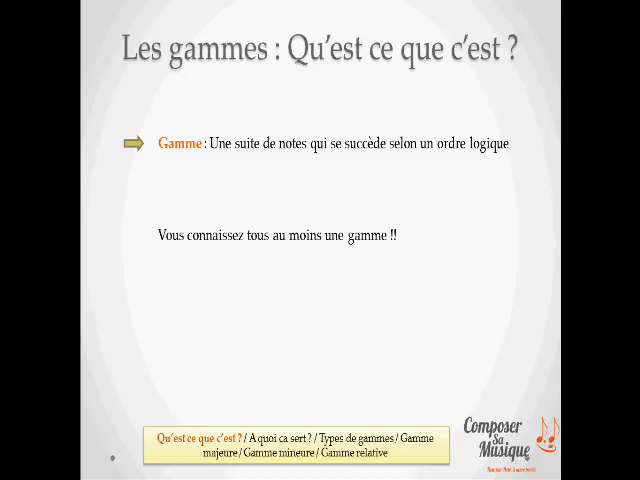 Les gammes : Qu'est ce que c'est ?
Gamme : Une suite de notes qui se succède selon un ordre logique
Vous connaissez tous au moins une gamme !!
Qu'est ce que c'est ? / A quoi ca sert ? / Types de gammes / Gamme
majeure / Gamme mineure / Gamme relative
Composer
Sa
Musique